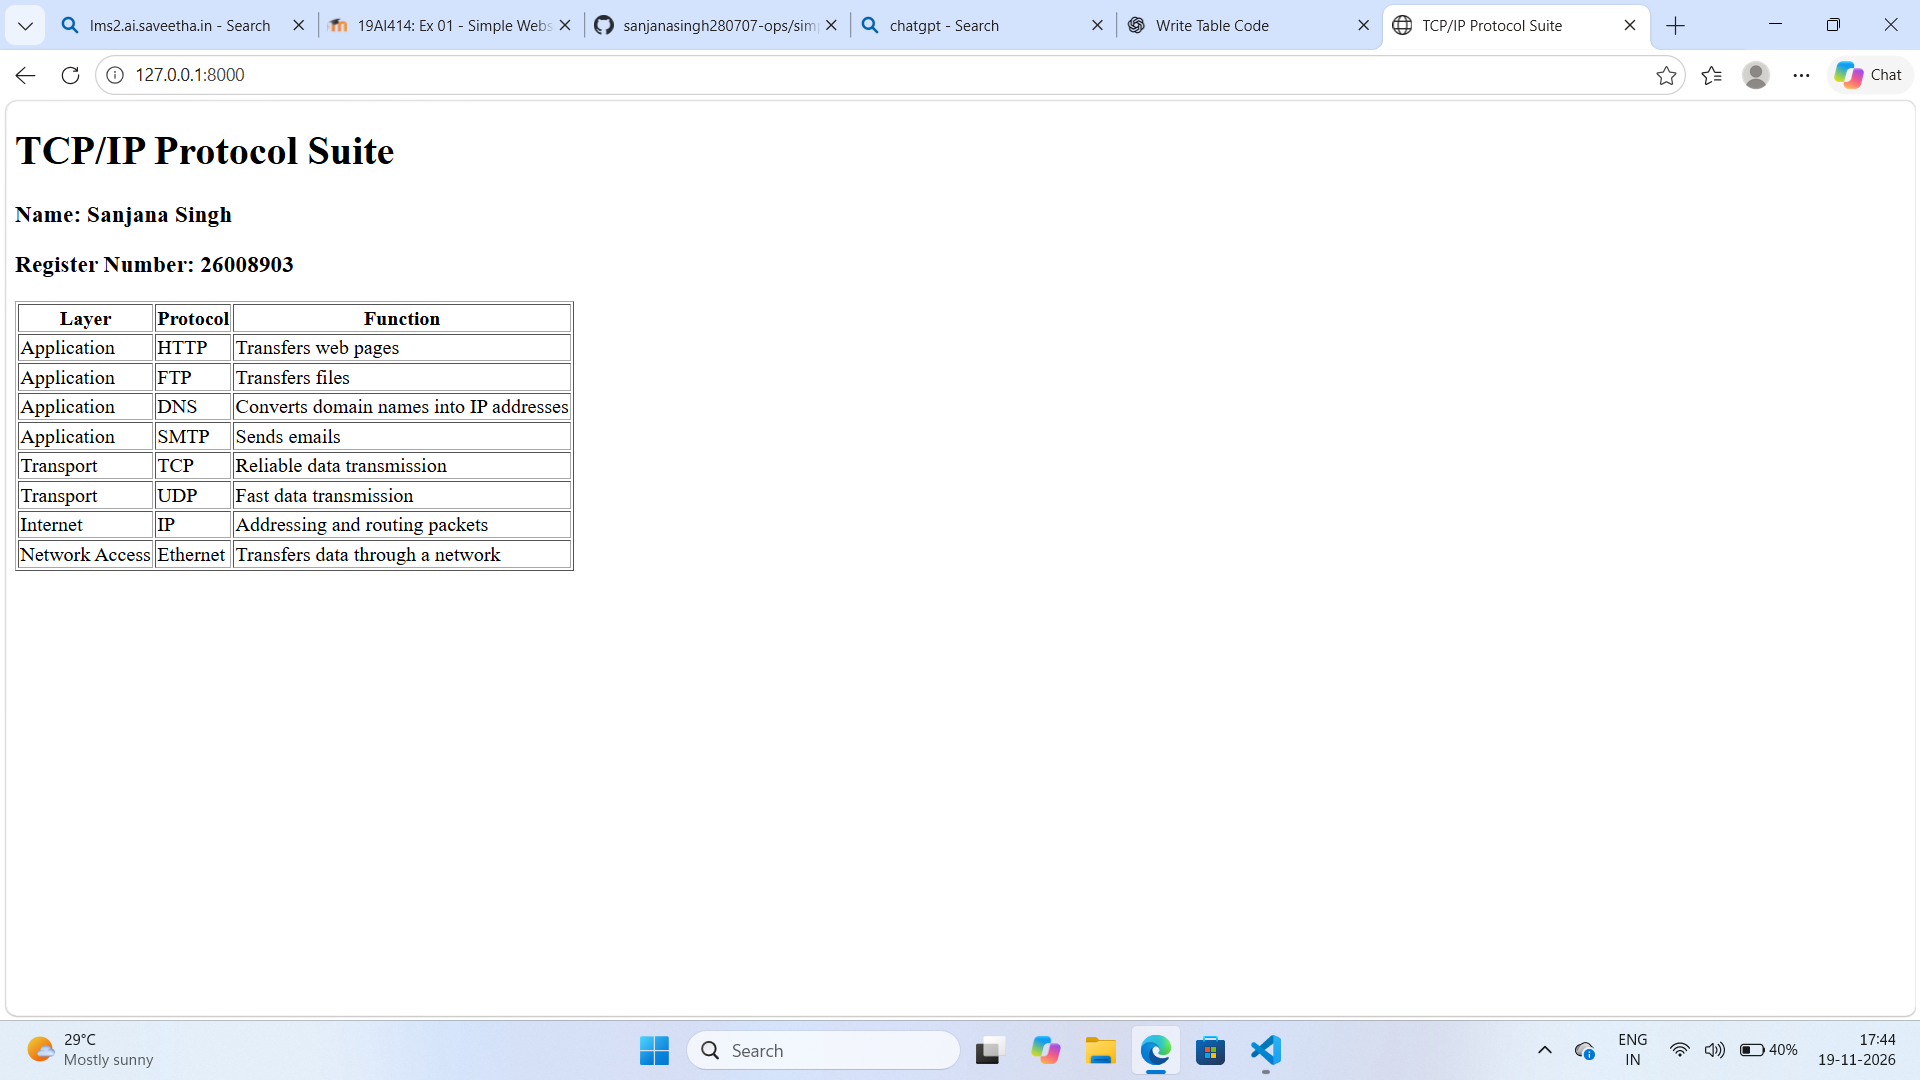 lms2.ai.saveetha.in - Search
19AI414: Ex 01 - Simple Webs
sanjanasingh280707-ops/simp
chatgpt - Search
Write Table Code
TCP/IP Protocol Suite
127.0.0.1:8000
Chat
TCP/IP Protocol Suite
Name: Sanjana Singh
Register Number: 26008903
Layer Protocol Function
Application HTTP Transfers web pages
Application FTP Transfers files
Application DNS Converts domain names into IP addresses
Application SMTP Sends emails
Transport TCP Reliable data transmission
Transport UDP Fast data transmission
Internet IP Addressing and routing packets
Network Access Ethernet Transfers data through a network
29°C
Mostly sunny
Search
ENG
IN
40%
17:44
19-11-2026